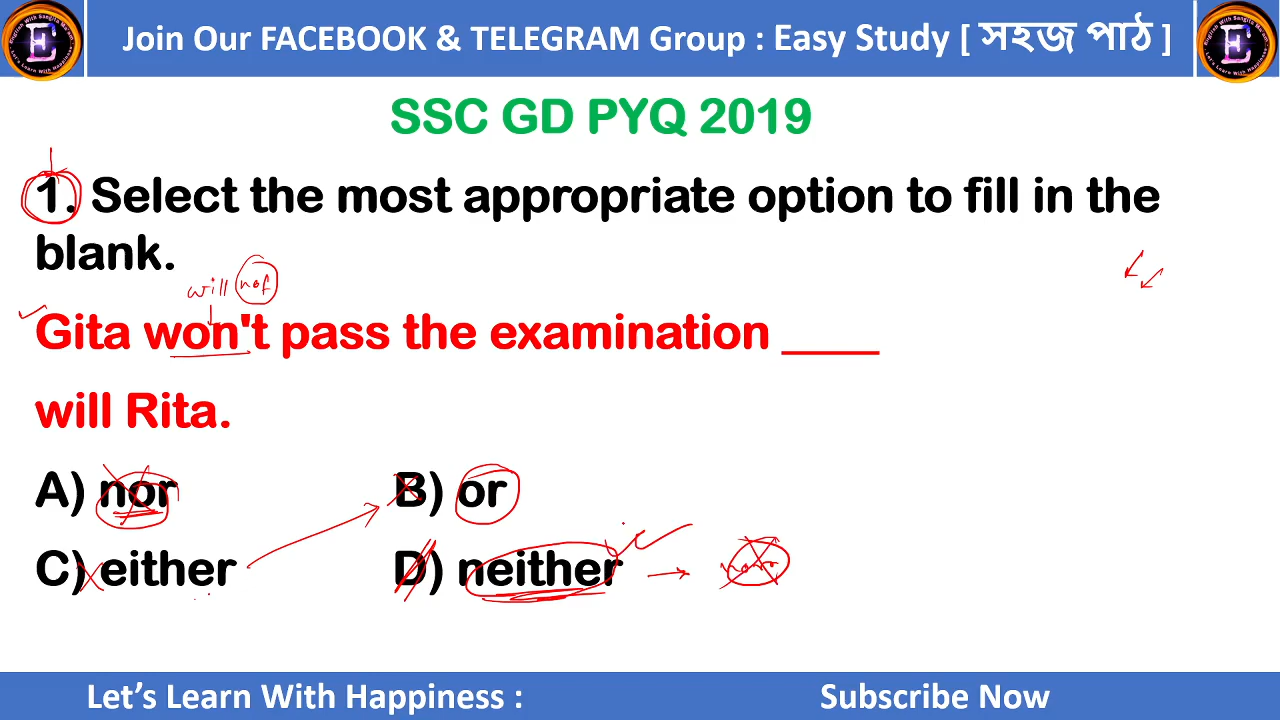 Join Our FACEBOOK & TELEGRAM Group : Easy Study [ সহজ পাঠ ]
E
E
SSC GD PYQ 2019
1. Select the most appropriate option to fill in the
blank.
will not
Gita won't pass the examination ____
will Rita.
A) nor B) or
C) either D) neither
Let's Learn With Happiness :
Subscribe Now